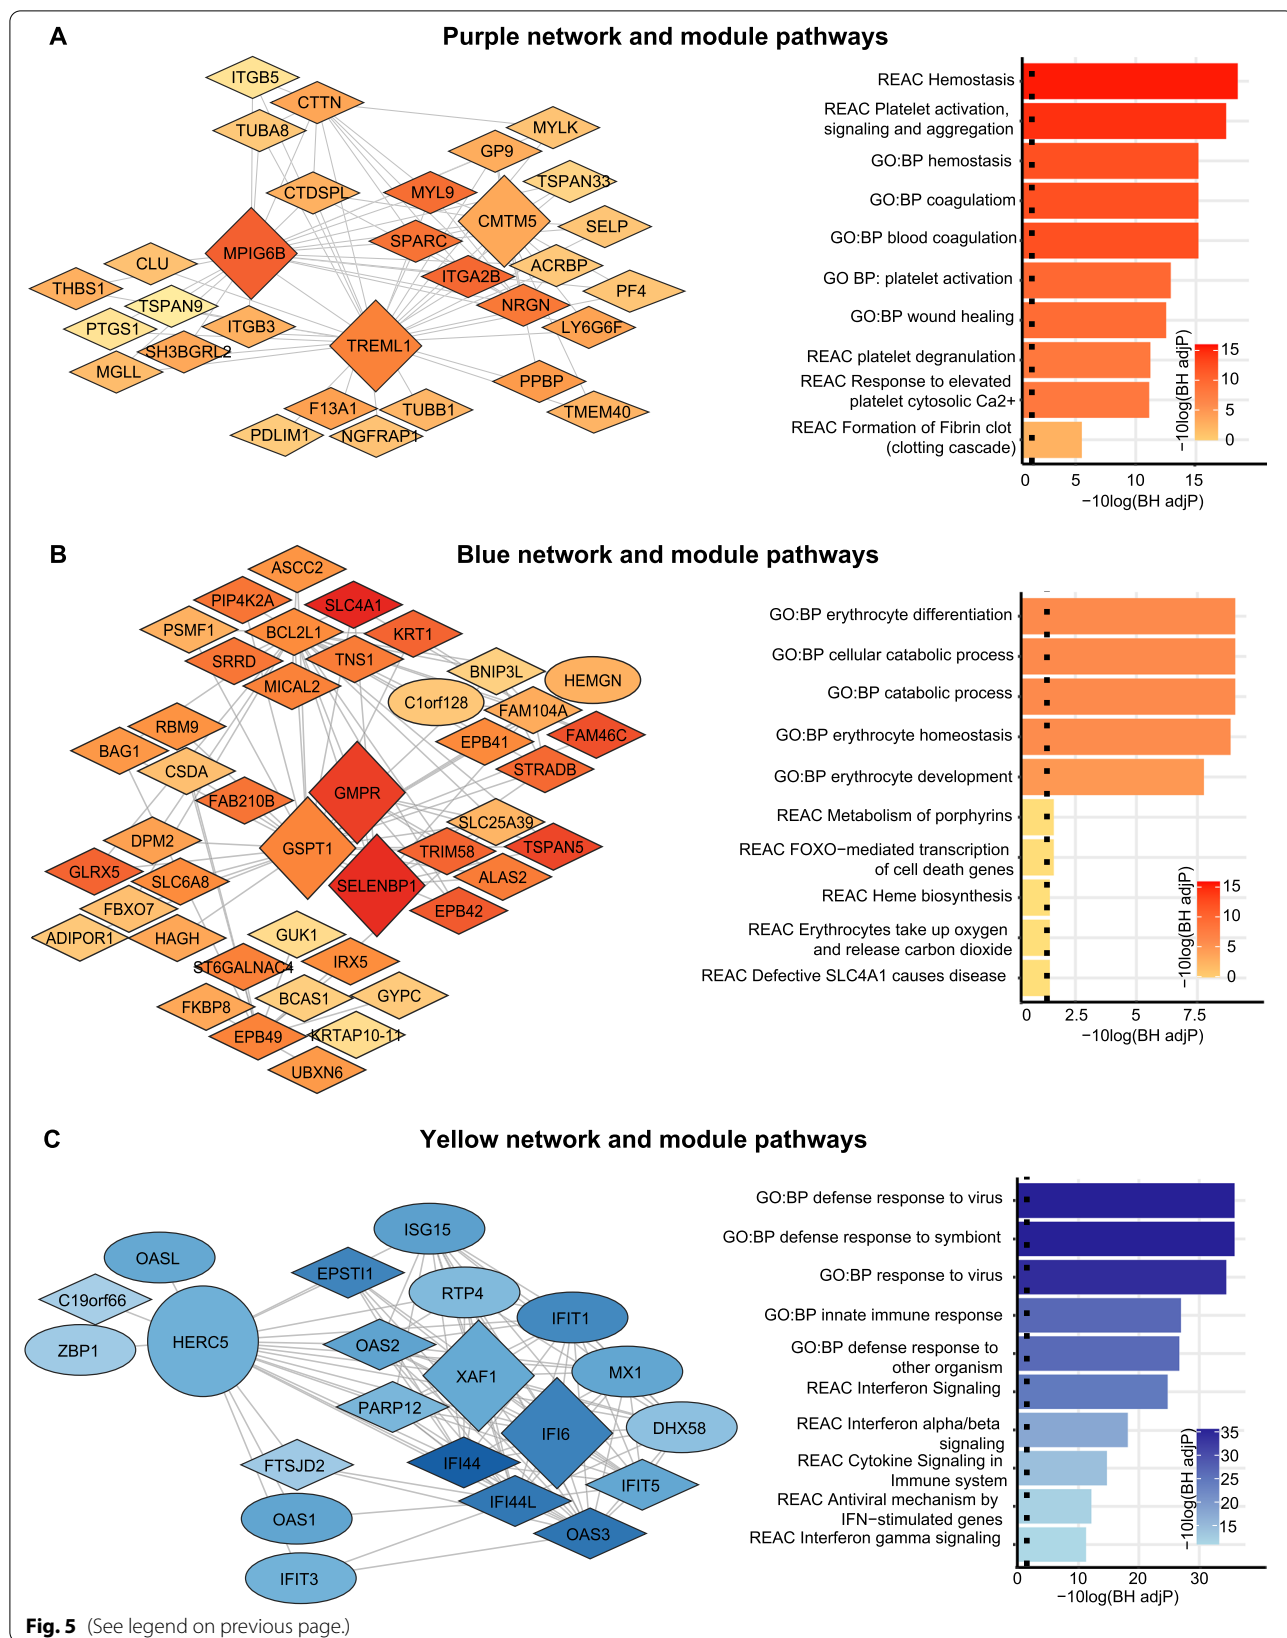 A
Purple network and module pathways
ITGB5
CTTN
TUBA8
MYLK
GP9
TSPAN33
CTDSPL
MYL9
CMTM5
SELP
SPARC
MPIG6B
CLU
ITGA2B
ACRBP
THBS1
PF4
TSPAN9
NRGN
PTGS1
ITGB3
LY6G6F
SH3BGRL2
TREML1
MGLL
PPBP
F13A1
TUBB1
TMEM40
PDLIM1
NGFRAP1
REAC Hemostasis
REAC Platelet activation,
signaling and aggregation
GO:BP hemostasis
GO:BP coagulatiom
GO:BP blood coagulation
GO BP: platelet activation
GO:BP wound healing
REAC platelet degranulation
REAC Response to elevated
platelet cytosolic Ca2+
REAC Formation of Fibrin clot
(clotting cascade)
−10log(BH adjP)
15
10
5
0
0 5 10 15
−10log(BH adjP)
B
Blue network and module pathways
ASCC2
PIP4K2A
SLC4A1
PSMF1
BCL2L1
KRT1
SRRD
TNS1
BNIP3L
HEMGN
MICAL2
C1orf128
FAM104A
RBM9
FAM46C
BAG1
EPB41
CSDA
STRADB
FAB210B
GMPR
SLC25A39
DPM2
GSPT1
TRIM58
TSPAN5
GLRX5
SLC6A8
SELENBP1
ALAS2
FBXO7
EPB42
ADIPOR1
HAGH
GUK1
ST6GALNAC4
IRX5
FKBP8
BCAS1
GYPC
EPB49
KRTAP10-11
UBXN6
GO:BP erythrocyte differentiation
GO:BP cellular catabolic process
GO:BP catabolic process
GO:BP erythrocyte homeostasis
GO:BP erythrocyte development
REAC Metabolism of porphyrins
REAC FOXO−mediated transcription
of cell death genes
REAC Heme biosynthesis
REAC Erythrocytes take up oxygen
and release carbon dioxide
REAC Defective SLC4A1 causes disease
−10log(BH adjP)
15
10
5
0
0 2.5 5 7.5
−10log(BH adjP)
C
Yellow network and module pathways
ISG15
OASL
EPSTI1
C19orf66
RTP4
IFIT1
HERC5
ZBP1
OAS2
XAF1
MX1
PARP12
DHX58
IFI6
FTSJD2
IFI44
IFIT5
IFI44L
OAS1
OAS3
IFIT3
GO:BP defense response to virus
GO:BP defense response to symbiont
GO:BP response to virus
GO:BP innate immune response
GO:BP defense response to
other organism
REAC Interferon Signaling
REAC Interferon alpha/beta
signaling
REAC Cytokine Signaling in
Immune system
REAC Antiviral mechanism by
IFN−stimulated genes
REAC Interferon gamma signaling
−10log(BH adjP)
35
30
25
20
15
0 10 20 30
−10log(BH adjP)
Fig. 5 (See legend on previous page.)